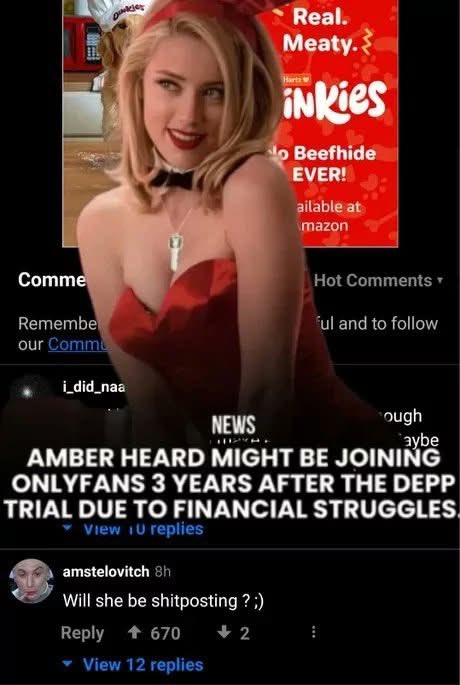 Dinkies
Real.
Meaty.
Hartz
iNKies
No Beefhide
EVER!
ailable at
mazon
Comme
Hot Comments
Remembe
ful and to follow
our Commu
i_did_naa
ough
aybe
NEWS
AMBER HEARD MIGHT BE JOINING
ONLYFANS 3 YEARS AFTER THE DEPP
TRIAL DUE TO FINANCIAL STRUGGLES.
View 10 replies
amstelovitch 8h
Will she be shitposting ? ;)
Reply 670 2
View 12 replies